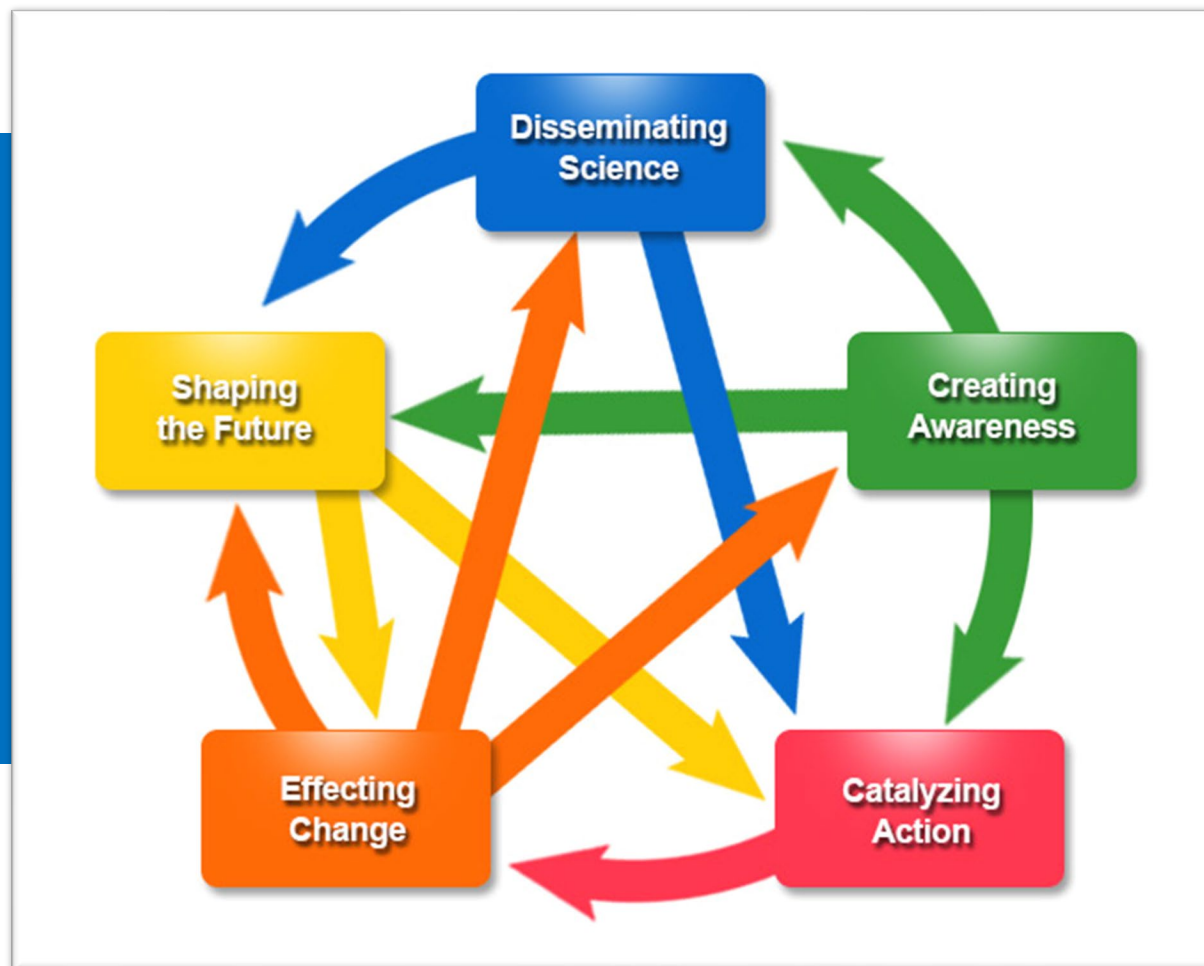 Disseminating
Science
Shaping
the Future
Creating
Awareness
Effecting
Change
Catalyzing
Action